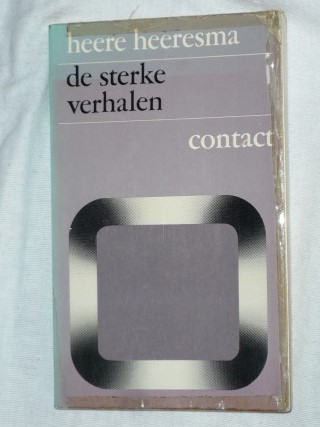 heere heeresma
de sterke
verhalen
contact